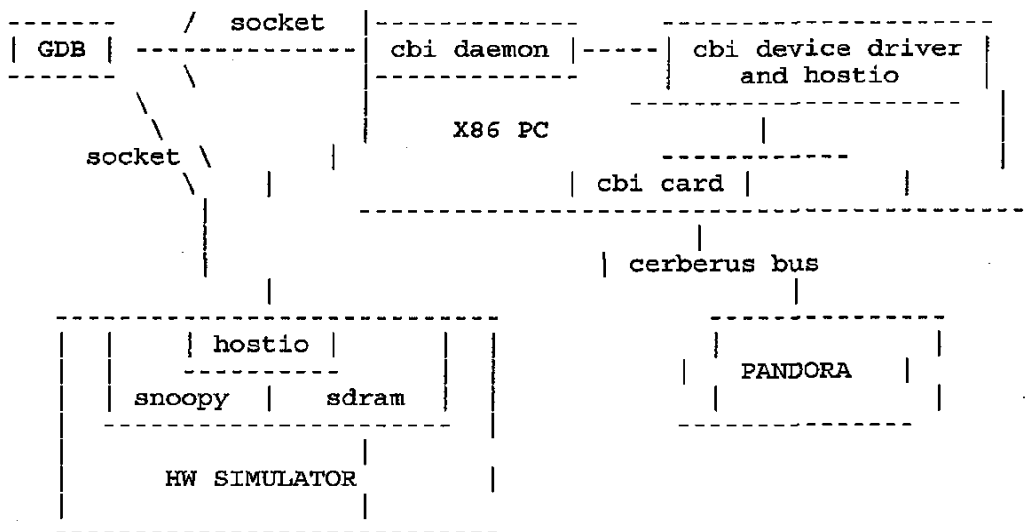 socket
GDB cbi daemon cbi device driver
and hostio
X86 PC
socket
cbi card
cerberus bus
hostio
PANDORA
snoopy sdram
HW SIMULATOR